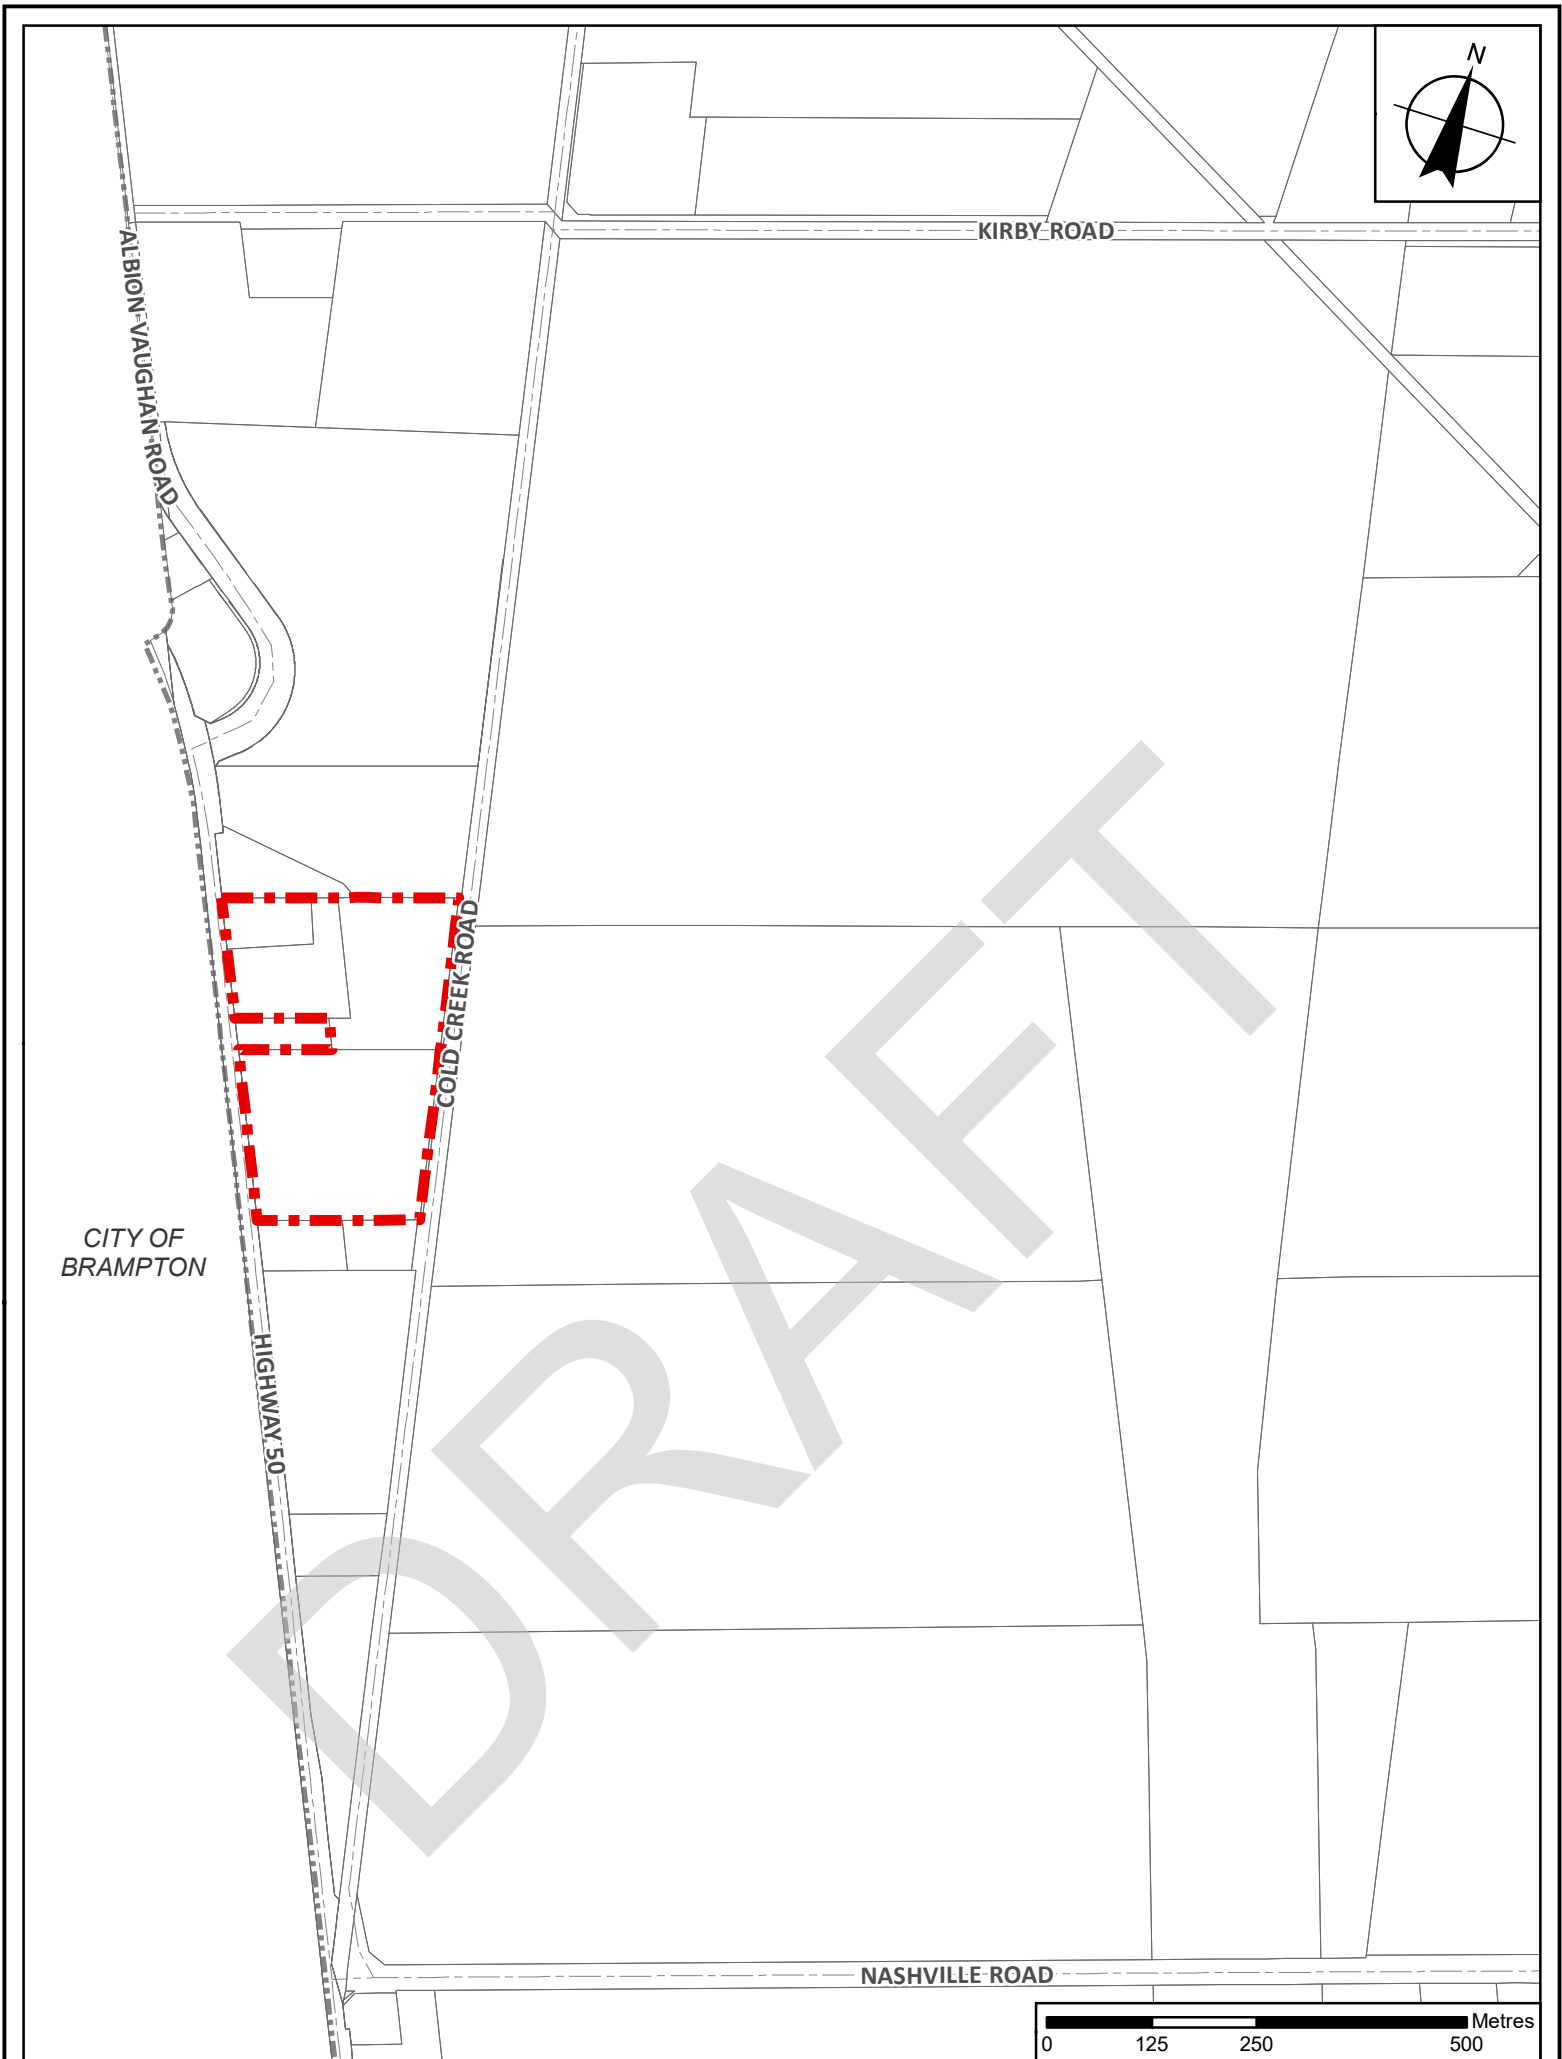 N
KIRBY ROAD
ALBION-VAUGHAN ROAD
COLD CREEK ROAD
CITY OF
BRAMPTON
HIGHWAY 50
DRAFT
NASHVILLE ROAD
Metres
0 125 250 500